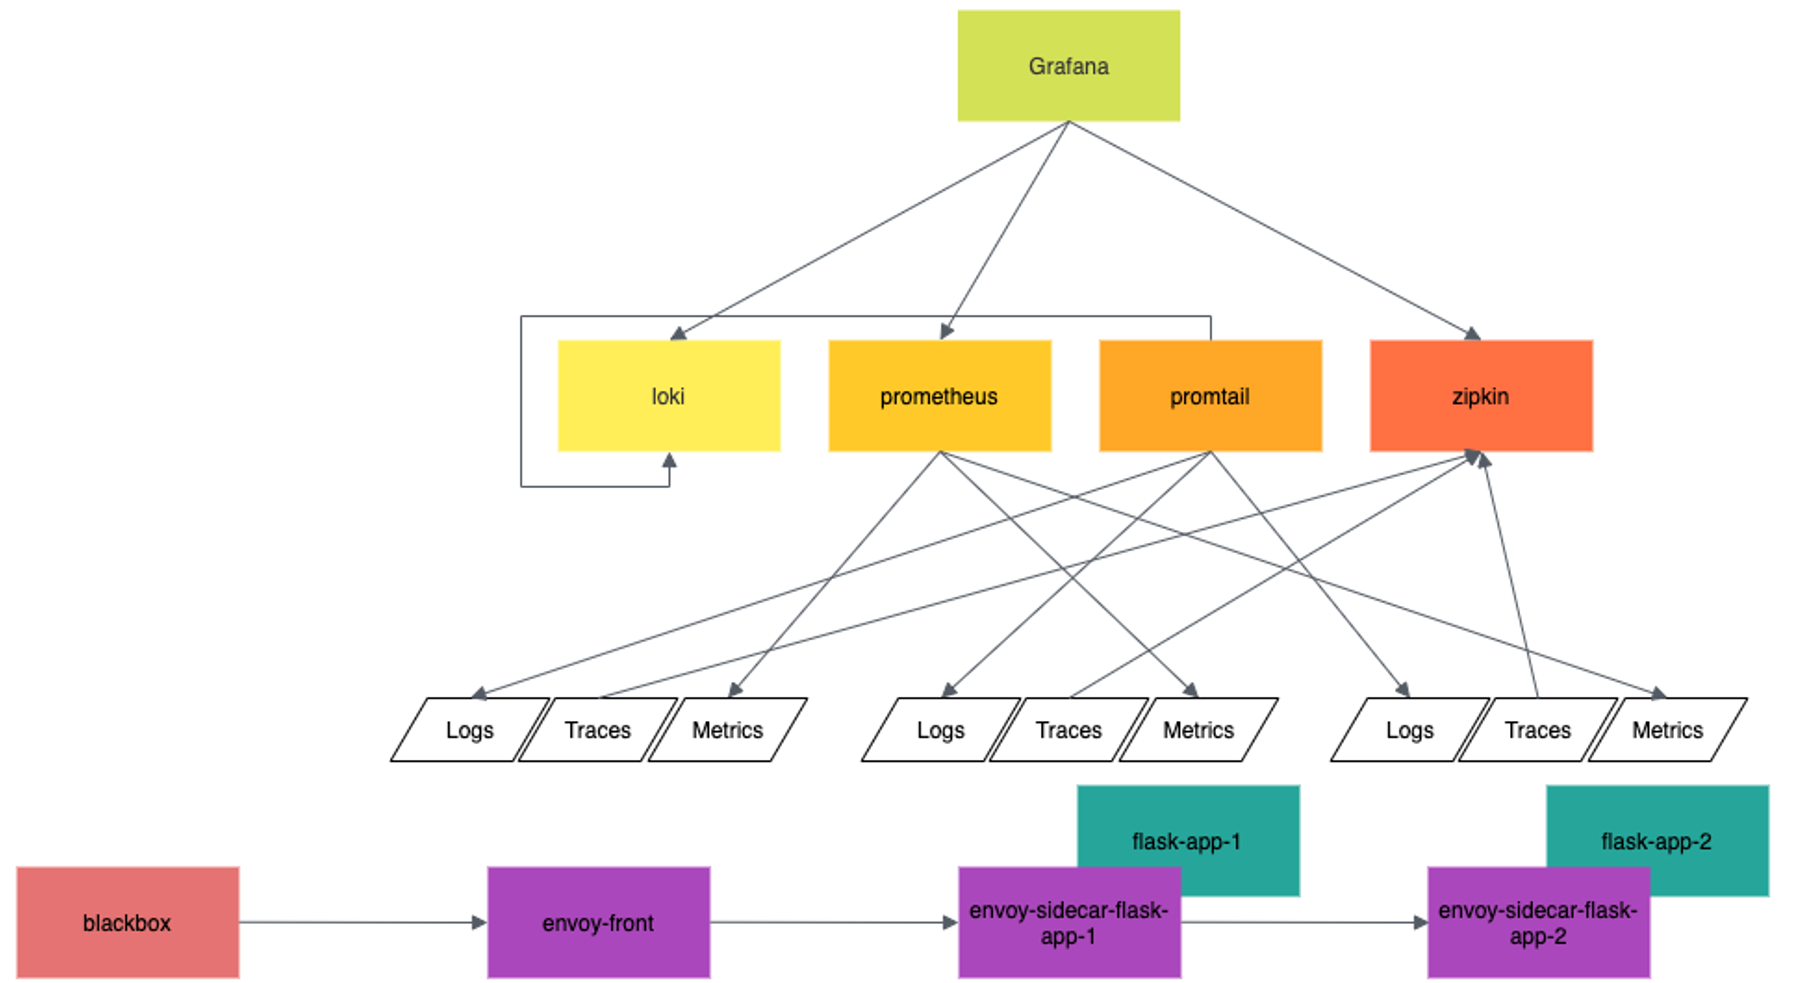 Grafana
loki
prometheus
promtail
zipkin
Logs
Traces
Metrics
Logs
Traces
Metrics
Logs
Traces
Metrics
flask-app-1
flask-app-2
blackbox
envoy-front
envoy-sidecar-flask-
app-1
envoy-sidecar-flask-
app-2